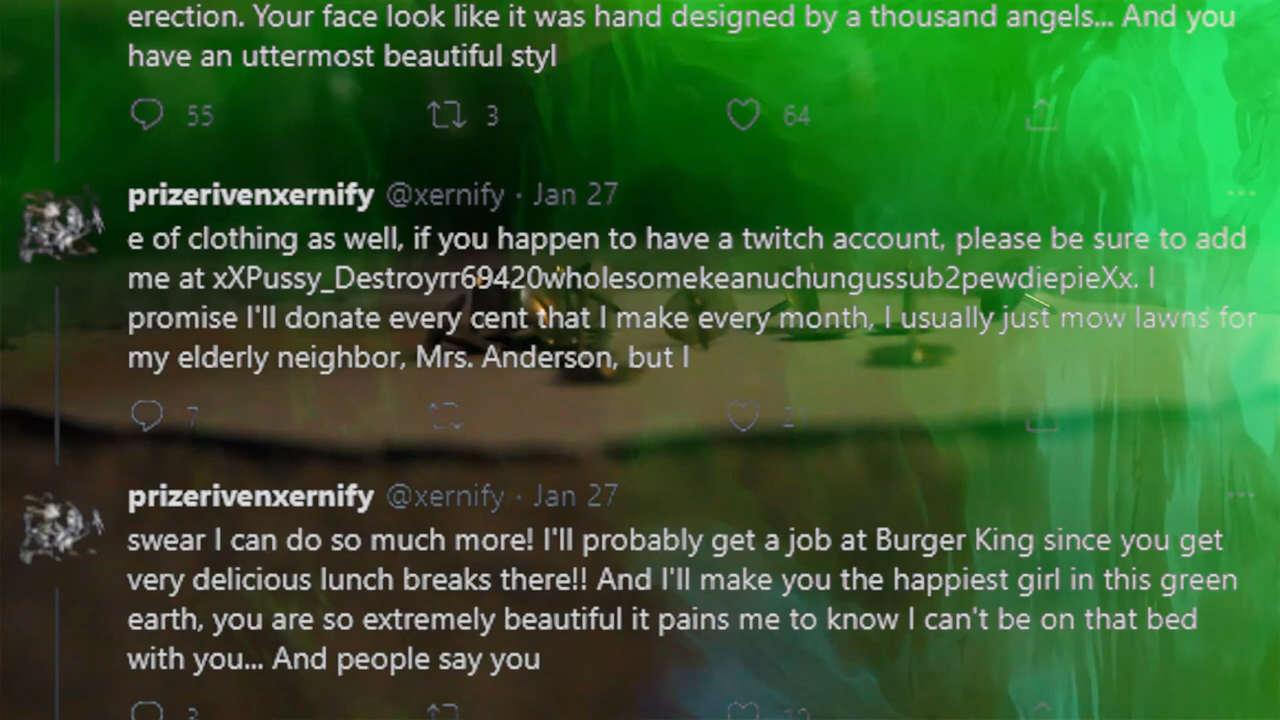 erection. Your face look like it was hand designed by a thousand angels... And you
have an uttermost beautiful styl
55 3 64
prizerivenxernify @xernify · Jan 27
e of clothing as well, if you happen to have a twitch account, please be sure to add
me at xXPussy_Destroyrr69420wholesomekeanuchungussub2pewdiepieXx. I
promise I'll donate every cent that I make every month, I usually just mow lawns for
my elderly neighbor, Mrs. Anderson, but I
7
prizerivenxernify @xernify · Jan 27
swear I can do so much more! I'll probably get a job at Burger King since you get
very delicious lunch breaks there!! And I'll make you the happiest girl in this green
earth, you are so extremely beautiful it pains me to know I can't be on that bed
with you... And people say you